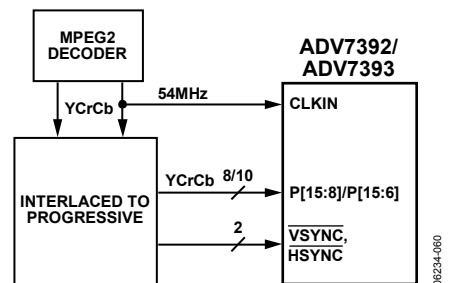 MPEG2
DECODER
ADV7392/
ADV7393
YCrCb
54MHz
CLKIN
INTERLACED TO
PROGRESSIVE
YCrCb 8/10
P[15:8]/P[15:6]
2
VSYNC,
HSYNC
06234-060